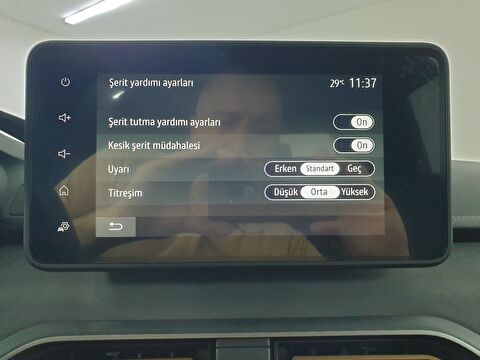 Şerit yardımı ayarları 29°C 11:37
Şerit tutma yardımı ayarları On
Kesik şerit müdahalesi On
Uyarı Erken Standart Geç
Titreşim Düşük Orta Yüksek